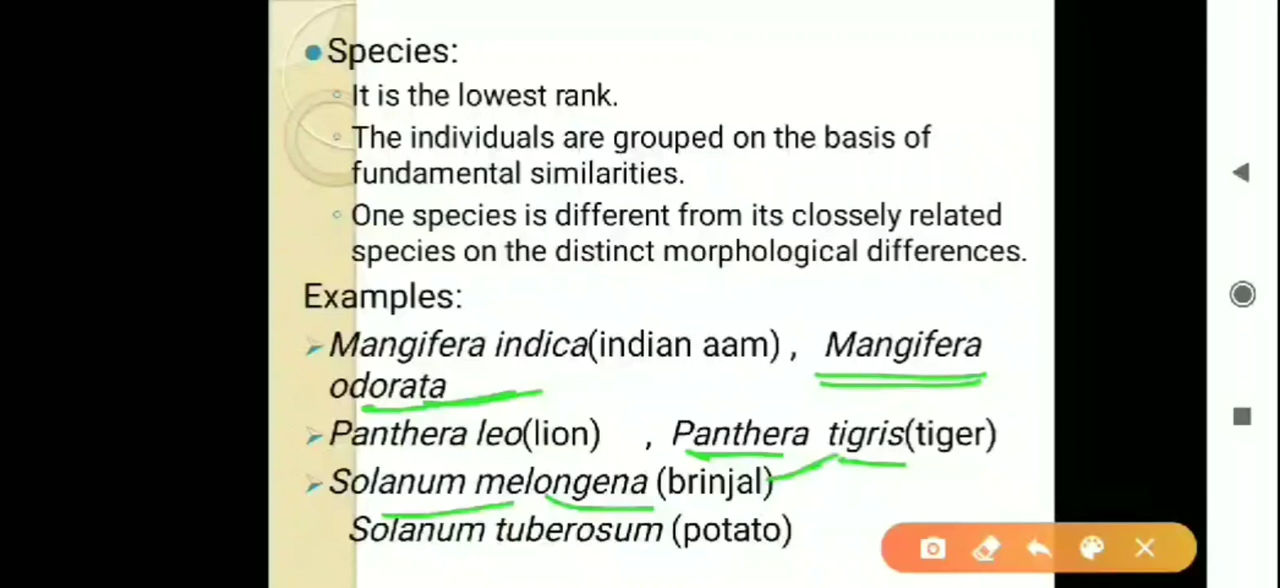 Species:
It is the lowest rank.
The individuals are grouped on the basis of
fundamental similarities.
One species is different from its clossely related
species on the distinct morphological differences.
Examples:
Mangifera indica(indian aam) , Mangifera
odorata
Panthera leo(lion) , Panthera tigris(tiger)
Solanum melongena (brinjal)
Solanum tuberosum (potato)